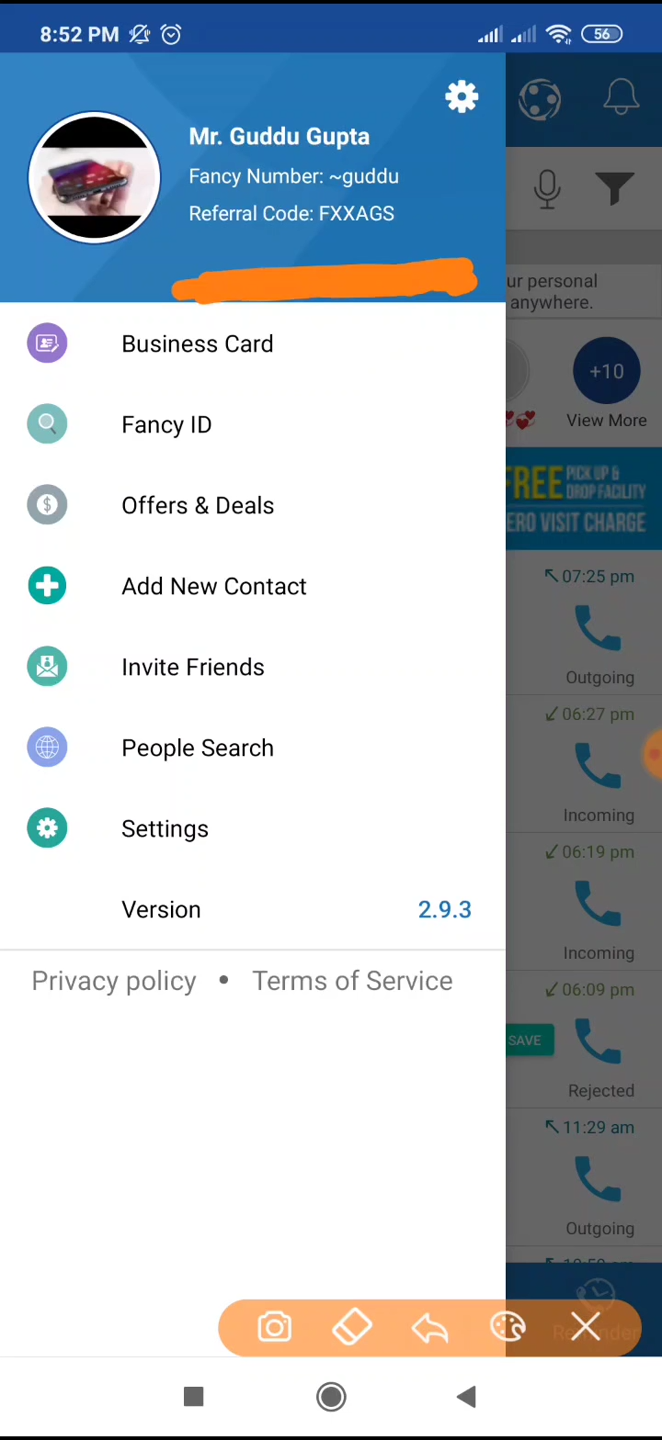 8:52 PM
56
Mr. Guddu Gupta
Fancy Number: ~guddu
Referral Code: FXXAGS
Business Card
Fancy ID
Offers & Deals
Add New Contact
Invite Friends
People Search
Settings
Version 2.9.3
Privacy policy • Terms of Service
ur personal
anywhere.
+10
View More
FREE PICK UP &
DROP FACILITY
ERO VISIT CHARGE
07:25 pm
Outgoing
06:27 pm
Incoming
06:19 pm
Incoming
06:09 pm
SAVE
Rejected
11:29 am
Outgoing